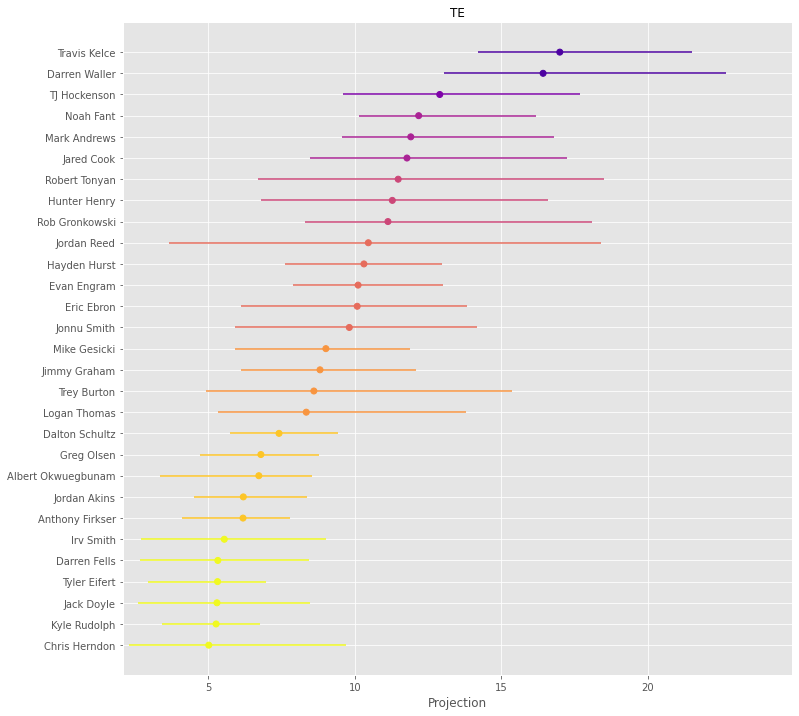 TE
Travis Kelce
Darren Waller
TJ Hockenson
Noah Fant
Mark Andrews
Jared Cook
Robert Tonyan
Hunter Henry
Rob Gronkowski
Jordan Reed
Hayden Hurst
Evan Engram
Eric Ebron
Jonnu Smith
Mike Gesicki
Jimmy Graham
Trey Burton
Logan Thomas
Dalton Schultz
Greg Olsen
Albert Okwuegbunam
Jordan Akins
Anthony Firkser
Irv Smith
Darren Fells
Tyler Eifert
Jack Doyle
Kyle Rudolph
Chris Herndon
5 10 15 20
Projection